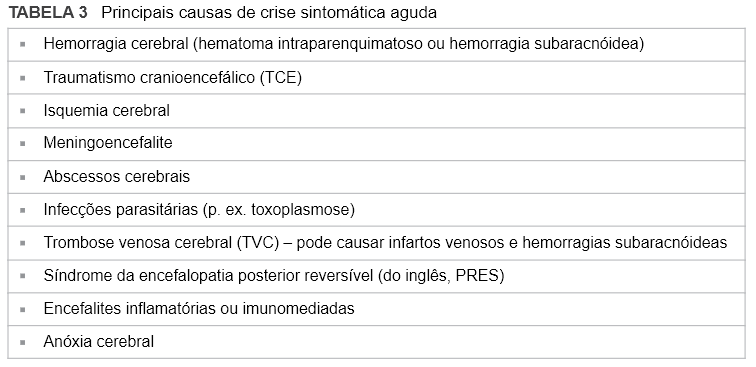 TABELA 3 Principais causas de crise sintomática aguda
▪ Hemorragia cerebral (hematoma intraparenquimatoso ou hemorragia subaracnóidea)
▪ Traumatismo cranioencefálico (TCE)
▪ Isquemia cerebral
▪ Meningoencefalite
▪ Abscessos cerebrais
▪ Infecções parasitárias (p. ex. toxoplasmose)
▪ Trombose venosa cerebral (TVC) – pode causar infartos venosos e hemorragias subaracnóideas
▪ Síndrome da encefalopatia posterior reversível (do inglês, PRES)
▪ Encefalites inflamatórias ou imunomediadas
▪ Anóxia cerebral